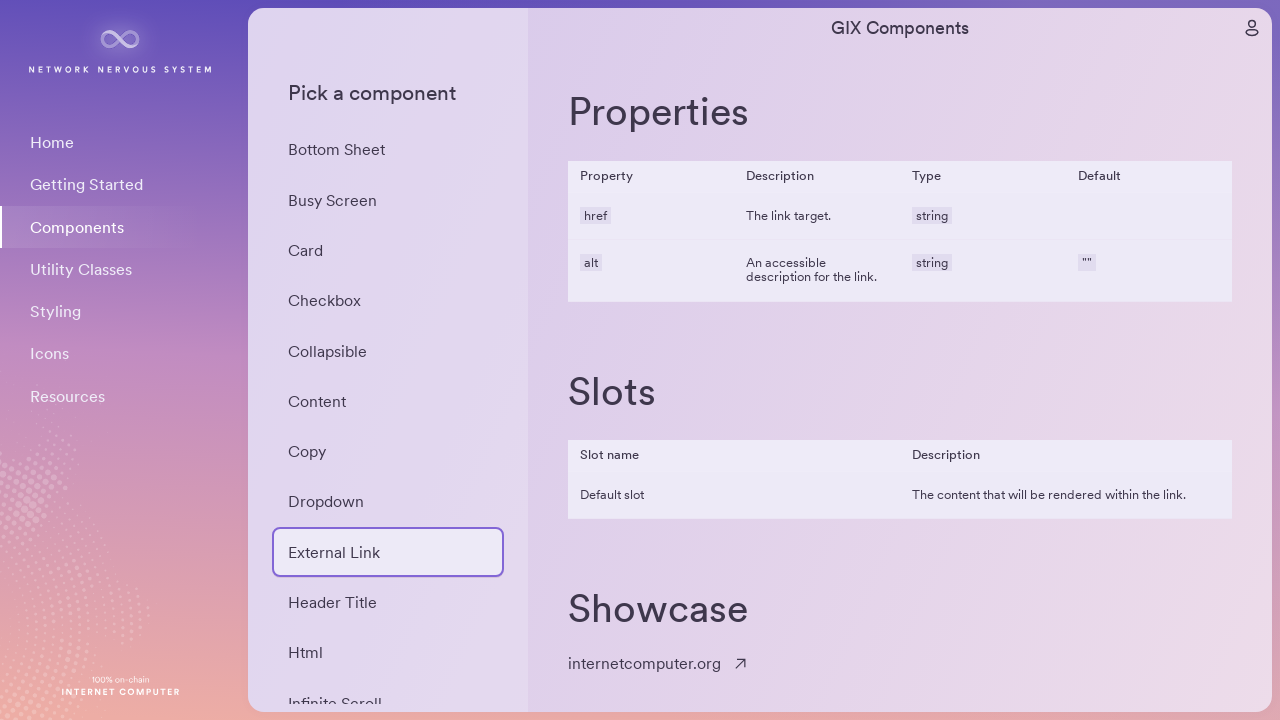 NETWORK NERVOUS SYSTEM
Home
Getting Started
Components
Utility Classes
Styling
Icons
Resources
100% on-chain
INTERNET COMPUTER
Pick a component
Bottom Sheet
Busy Screen
Card
Checkbox
Collapsible
Content
Copy
Dropdown
External Link
Header Title
Html
Infinite Scroll
GIX Components
Properties
Property Description Type Default
href The link target. string
alt An accessible description for the link. string ""
Slots
Slot name Description
Default slot The content that will be rendered within the link.
Showcase
internetcomputer.org